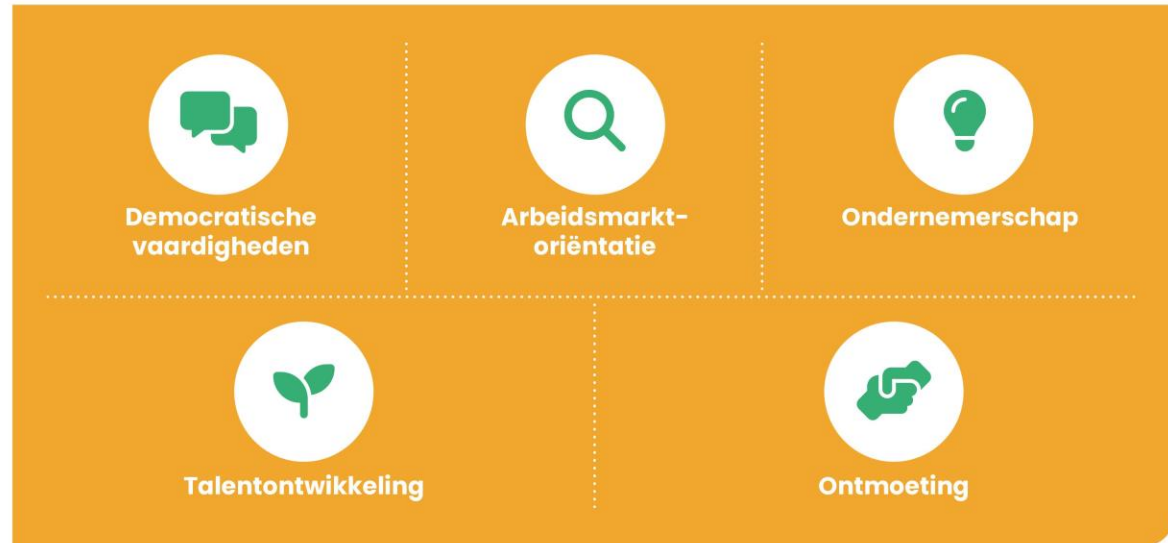 Democratische
vaardigheden
Arbeidsmarkt-
oriëntatie
Ondernemerschap
Talentontwikkeling
Ontmoeting